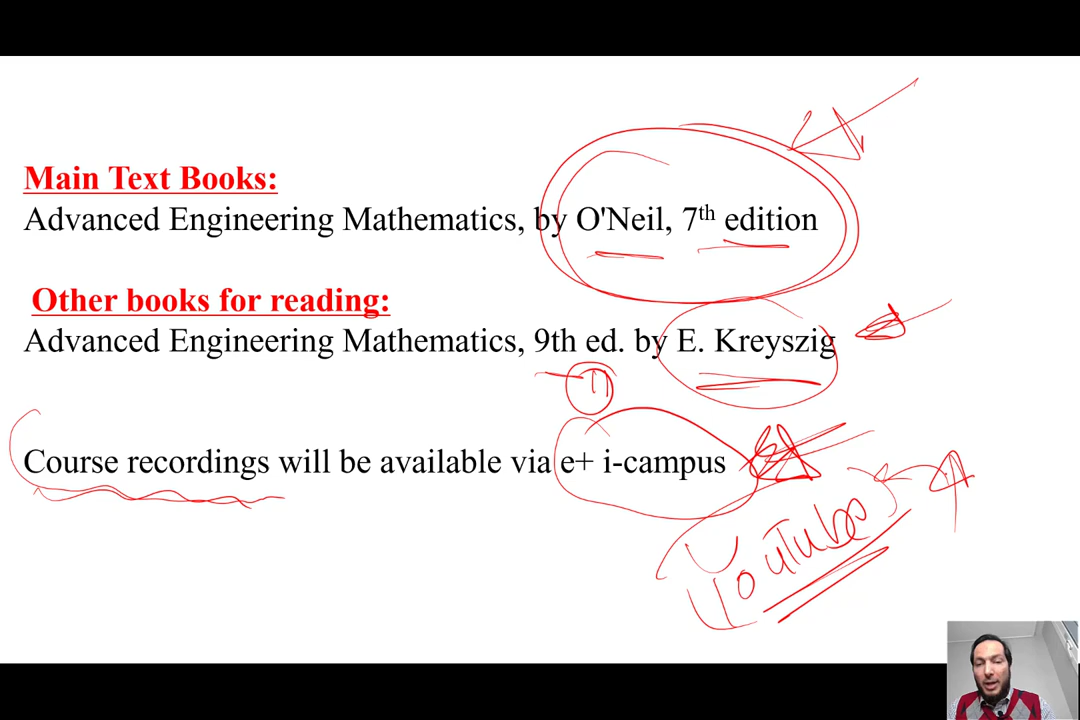 Main Text Books:
Advanced Engineering Mathematics, by O'Neil, 7th edition
Other books for reading:
Advanced Engineering Mathematics, 9th ed. by E. Kreyszig
Course recordings will be available via e+ i-campus
YouTube